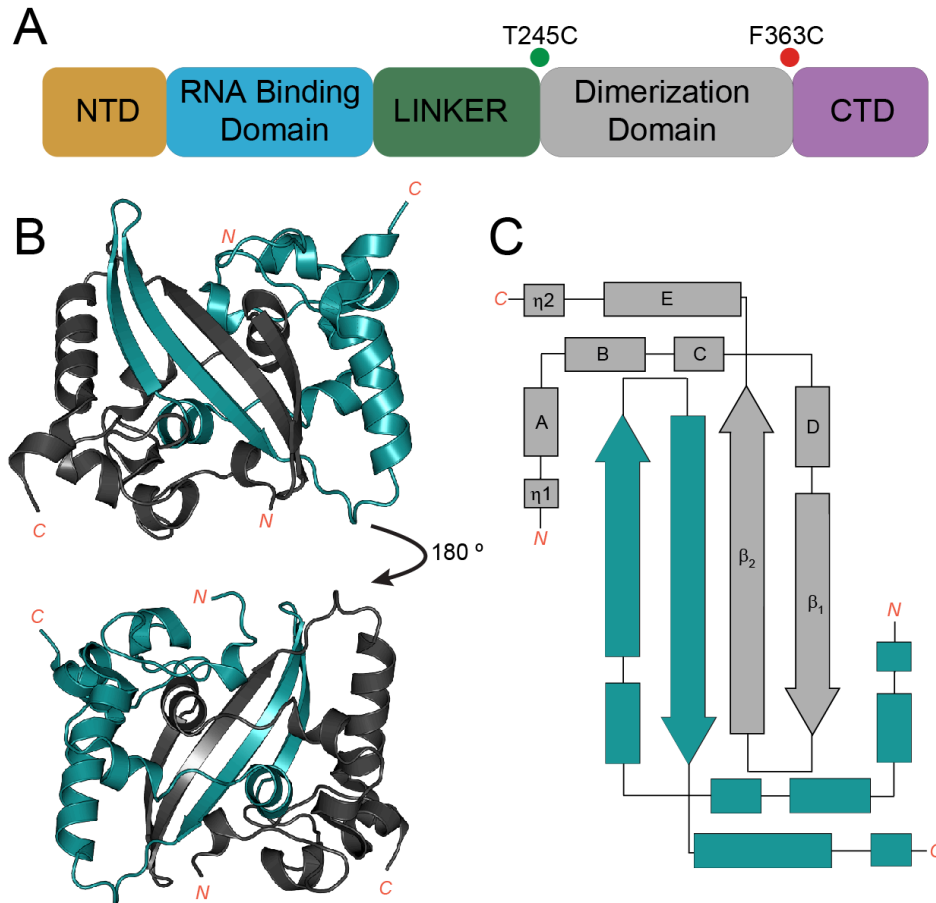 A
T245C
F363C
NTD
RNA Binding
Domain
LINKER
Dimerization
Domain
CTD
B
C
N
C
N
180 º
N
C
N
C
C
C
η2
E
B
C
A
D
η1
N
β2
β1
N
C